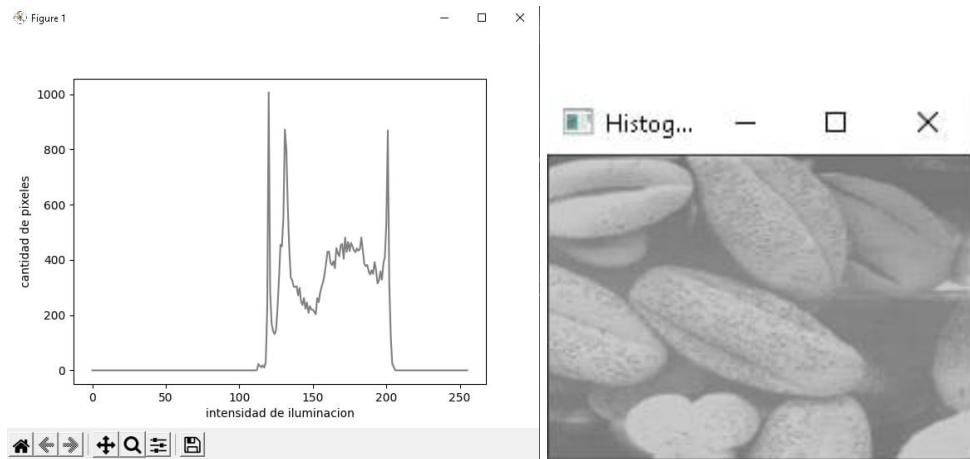 Figure 1
1000
800
600
400
200
0
cantidad de pixeles
0 50 100 150 200 250
intensidad de iluminacion
Histog...